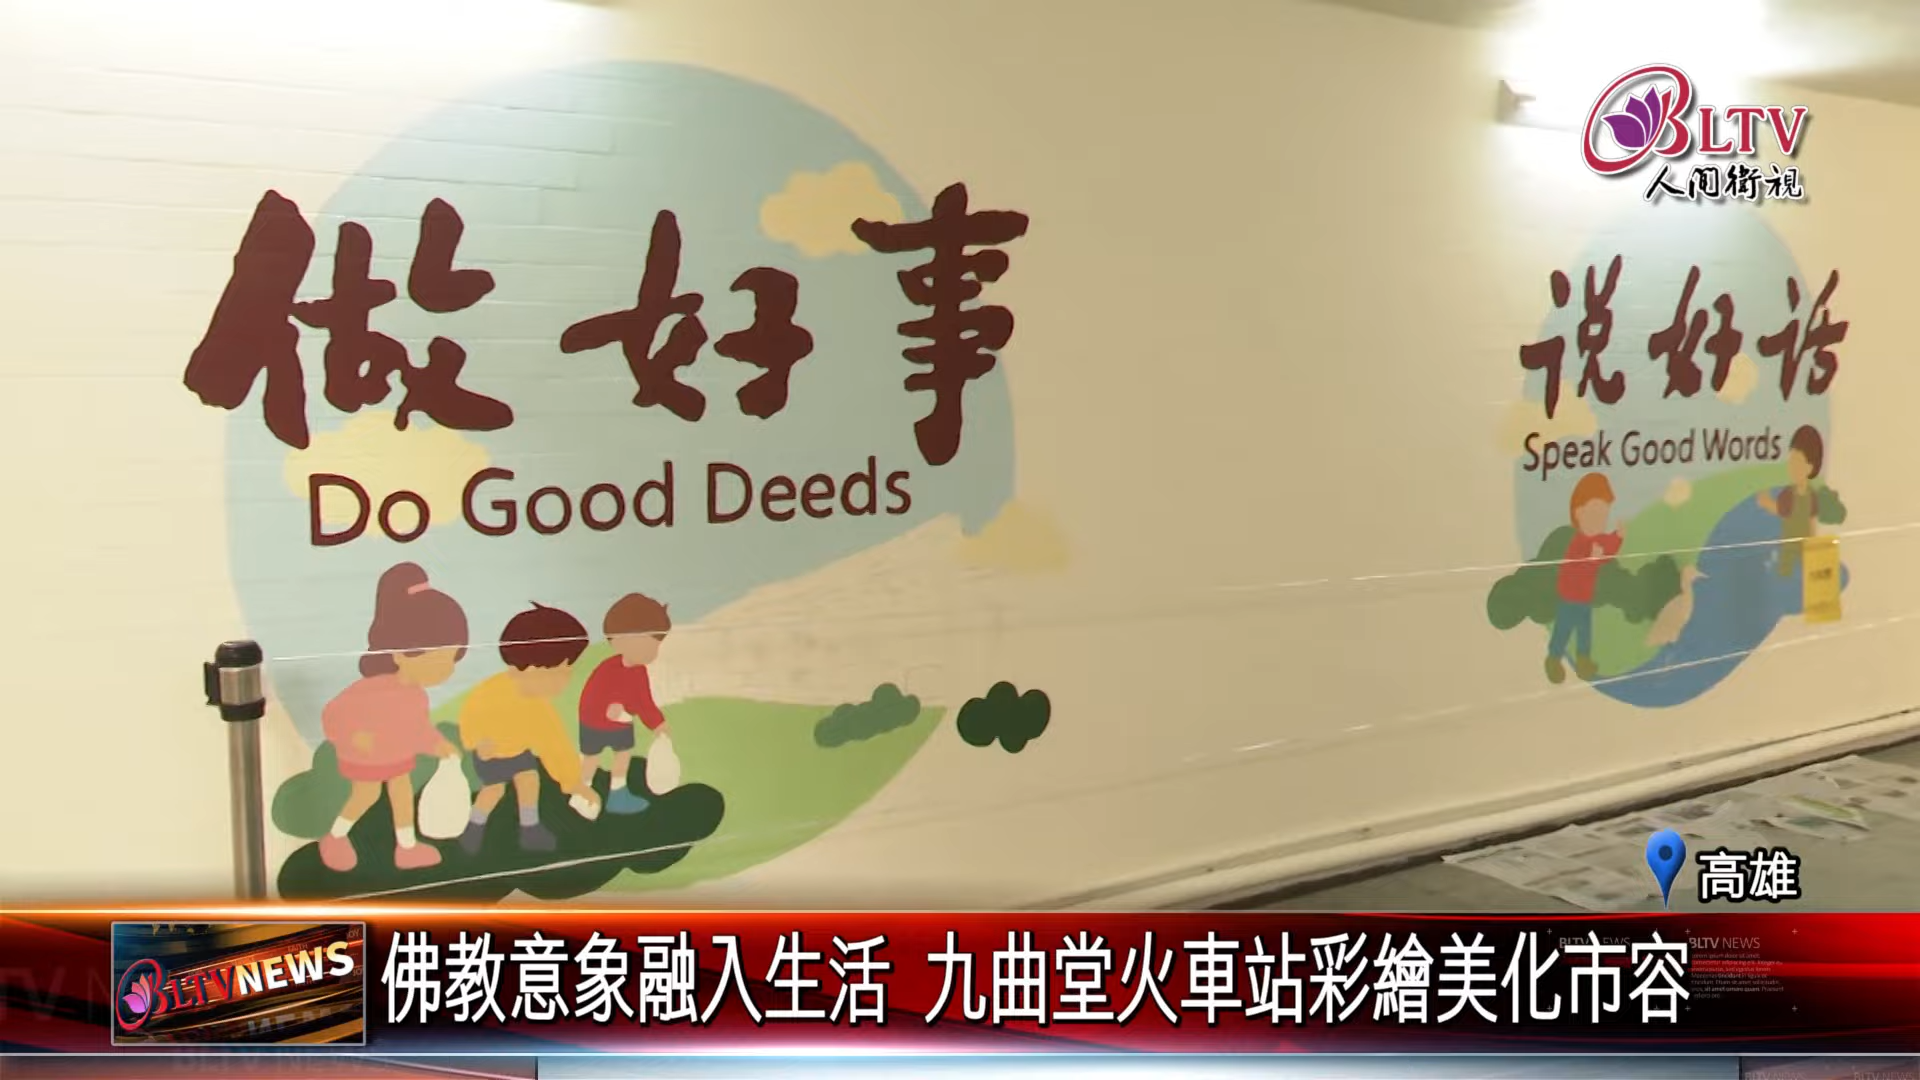 BLTV
人間衛視
做好事
Do Good Deeds
说好话
Speak Good Words
高雄
BLTVNEWS
佛教意象融入生活 九曲堂火車站彩繪美化市容
BLTV NEWS